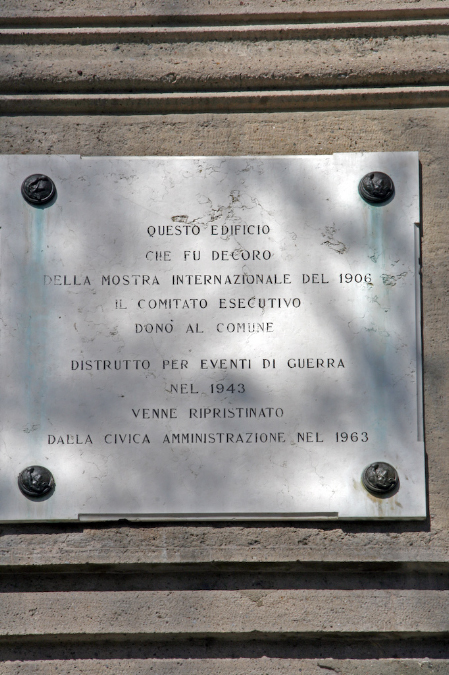 QUESTO EDIFICIO
CHE FU DECORO
DELLA MOSTRA INTERNAZIONALE DEL 1906
IL COMITATO ESECUTIVO
DONÒ AL COMUNE
DISTRUTTO PER EVENTI DI GUERRA
NEL 1943
VENNE RIPRISTINATO
DALLA CIVICA AMMINISTRAZIONE NEL 1963